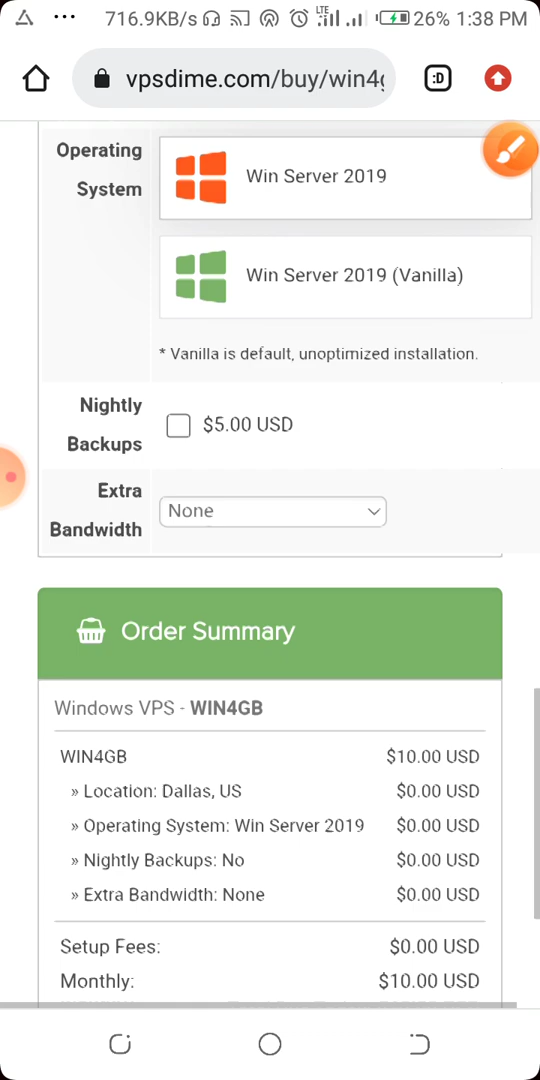 716.9KB/s LTE 26% 1:38 PM
vpsdime.com/buy/win4g :D
Operating System
Win Server 2019
Win Server 2019 (Vanilla)
* Vanilla is default, unoptimized installation.
Nightly Backups
$5.00 USD
Extra Bandwidth
None
Order Summary
Windows VPS - WIN4GB
WIN4GB $10.00 USD
» Location: Dallas, US $0.00 USD
» Operating System: Win Server 2019 $0.00 USD
» Nightly Backups: No $0.00 USD
» Extra Bandwidth: None $0.00 USD
Setup Fees: $0.00 USD
Monthly: $10.00 USD